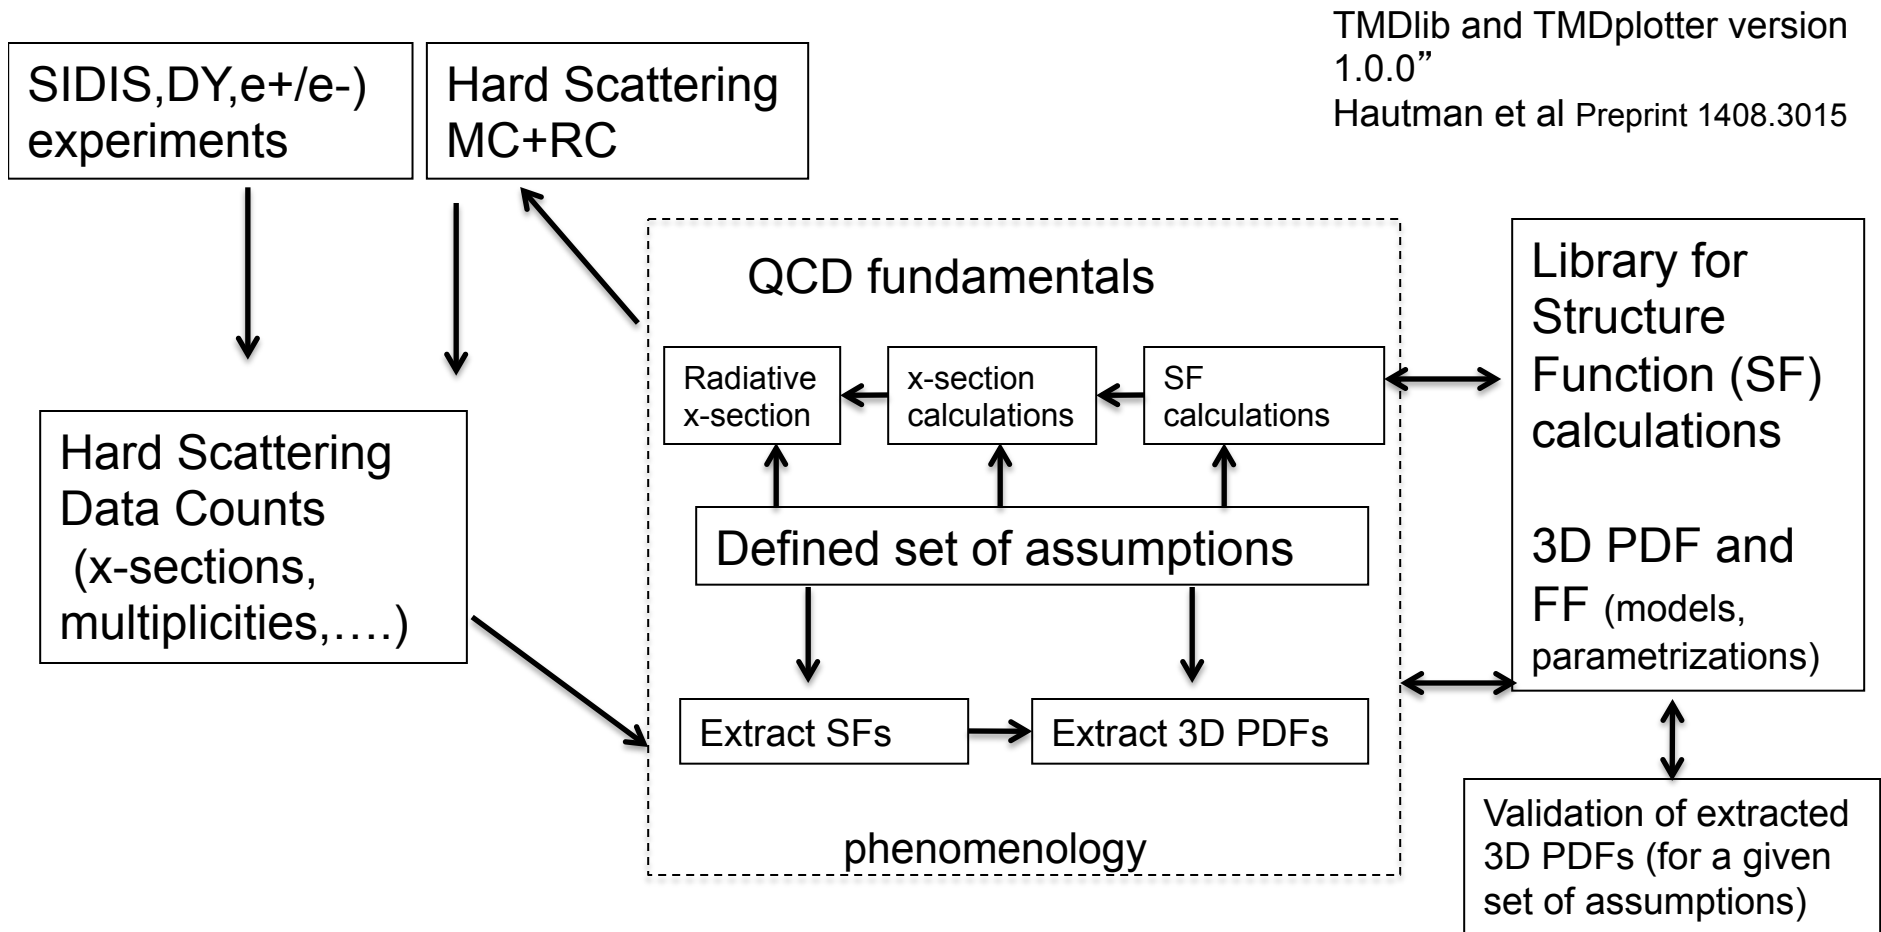 TMDlib and TMDplotter version
1.0.0”
Hautman et al Preprint 1408.3015
SIDIS,DY,e+/e-)
experiments
Hard Scattering
MC+RC
QCD fundamentals
Radiative
x-section
x-section
calculations
SF
calculations
Defined set of assumptions
Extract SFs
Extract 3D PDFs
phenomenology
Hard Scattering
Data Counts
(x-sections,
multiplicities,….)
Library for
Structure
Function (SF)
calculations
3D PDF and
FF (models,
parametrizations)
Validation of extracted
3D PDFs (for a given
set of assumptions)